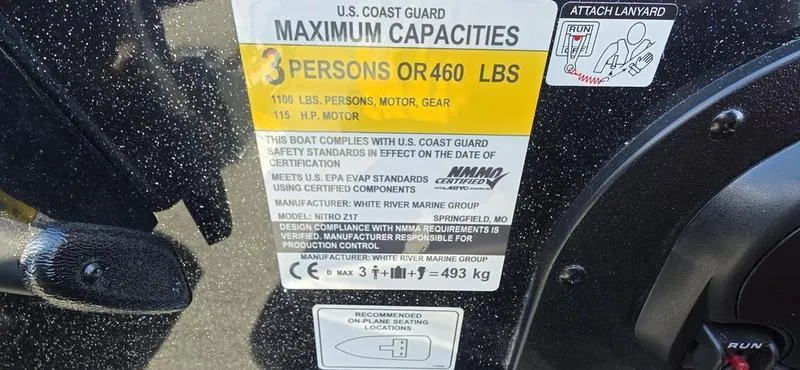 U.S. COAST GUARD
MAXIMUM CAPACITIES
3 PERSONS OR 460 LBS
1100 LBS. PERSONS, MOTOR, GEAR
115 H.P. MOTOR
THIS BOAT COMPLIES WITH U.S. COAST GUARD
SAFETY STANDARDS IN EFFECT ON THE DATE OF
CERTIFICATION
MEETS U.S. EPA EVAP STANDARDS
USING CERTIFIED COMPONENTS
NMMA
CERTIFIED
using ABYC standards
MANUFACTURER: WHITE RIVER MARINE GROUP
MODEL: NITRO Z17 SPRINGFIELD, MO
DESIGN COMPLIANCE WITH NMMA REQUIREMENTS IS
VERIFIED. MANUFACTURER RESPONSIBLE FOR
PRODUCTION CONTROL
MANUFACTURER: WHITE RIVER MARINE GROUP
CE D MAX 3 + + = 493 kg
ATTACH LANYARD
RUN
OFF
RECOMMENDED
ON-PLANE SEATING
LOCATIONS
RUN